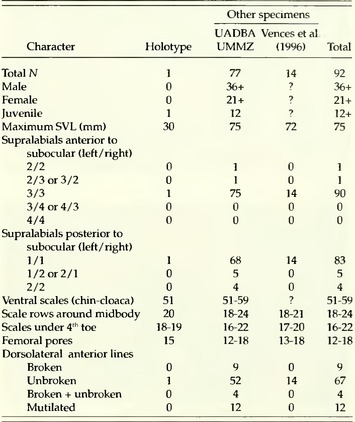 Other specimens
UADBA Vences et al.
Character Holotype UMMZ (1996) Total
Total N 1 77 14 92
Male 0 36+ ? 36+
Female 0 21+ ? 21+
Juvenile 1 12 ? 12+
Maximum SVL (mm) 30 75 72 75
Supralabials anterior to
subocular (left/right)
2/2 0 1 0 1
2/3 or 3/2 0 1 0 1
3/3 1 75 14 90
3/4 or 4/3 0 0 0 0
4/4 0 0 0 0
Supralabials posterior to
subocular (left/right)
1/1 1 68 14 83
1/2 or 2/1 0 5 0 5
2/2 0 4 0 4
Ventral scales (chin-cloaca) 51 51-59 ? 51-59
Scale rows around midbody 20 18-24 18-21 18-24
Scales under 4th toe 18-19 16-22 17-20 16-22
Femoral pores 15 12-18 13-18 12-18
Dorsolateral anterior lines
Broken 0 9 0 9
Unbroken 1 52 14 67
Broken + unbroken 0 4 0 4
Mutilated 0 12 0 12